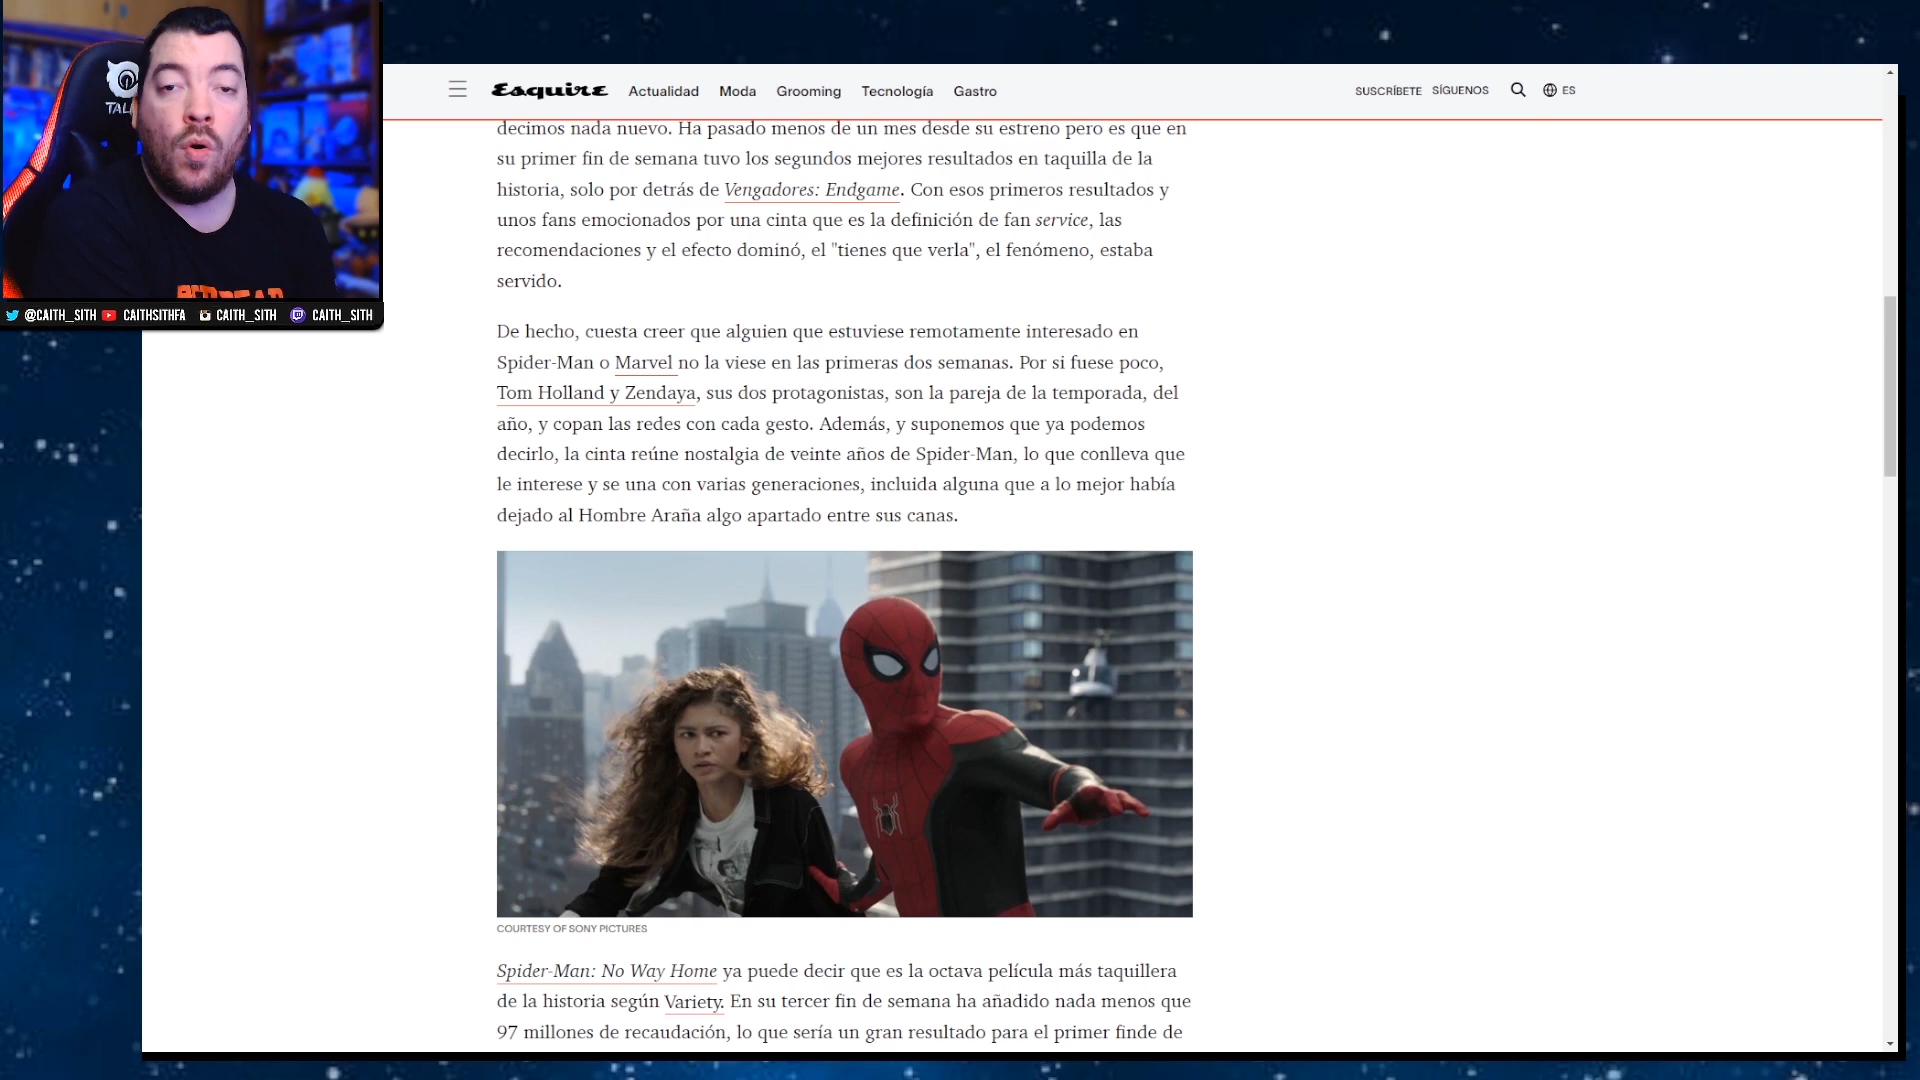 TAL
RED DEAD
@CAITH_SITH CAITHSITHFA CAITH_SITH CAITH_SITH
Esquire Actualidad Moda Grooming Tecnología Gastro SUSCRÍBETE SÍGUENOS ES
decimos nada nuevo. Ha pasado menos de un mes desde su estreno pero es que en
su primer fin de semana tuvo los segundos mejores resultados en taquilla de la
historia, solo por detrás de Vengadores: Endgame. Con esos primeros resultados y
unos fans emocionados por una cinta que es la definición de fan service, las
recomendaciones y el efecto dominó, el "tienes que verla", el fenómeno, estaba
servido.
De hecho, cuesta creer que alguien que estuviese remotamente interesado en
Spider-Man o Marvel no la viese en las primeras dos semanas. Por si fuese poco,
Tom Holland y Zendaya, sus dos protagonistas, son la pareja de la temporada, del
año, y copan las redes con cada gesto. Además, y suponemos que ya podemos
decirlo, la cinta reúne nostalgia de veinte años de Spider-Man, lo que conlleva que
le interese y se una con varias generaciones, incluida alguna que a lo mejor había
dejado al Hombre Araña algo apartado entre sus canas.
COURTESY OF SONY PICTURES
Spider-Man: No Way Home ya puede decir que es la octava película más taquillera
de la historia según Variety. En su tercer fin de semana ha añadido nada menos que
97 millones de recaudación, lo que sería un gran resultado para el primer finde de